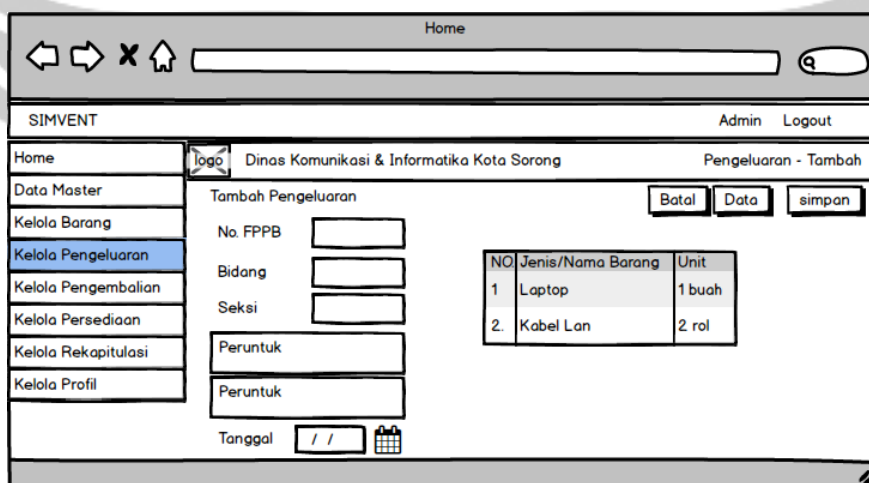 Home
SIMVENT
Admin Logout
Home
Data Master
Kelola Barang
Kelola Pengeluaran
Kelola Pengembalian
Kelola Persediaan
Kelola Rekapitulasi
Kelola Profil
logo Dinas Komunikasi & Informatika Kota Sorong
Pengeluaran - Tambah
Tambah Pengeluaran
Batal Data simpan
No. FPPB
Bidang
Seksi
Peruntuk
Peruntuk
Tanggal / /
NO. Jenis/Nama Barang Unit
1 Laptop 1 buah
2. Kabel Lan 2 rol